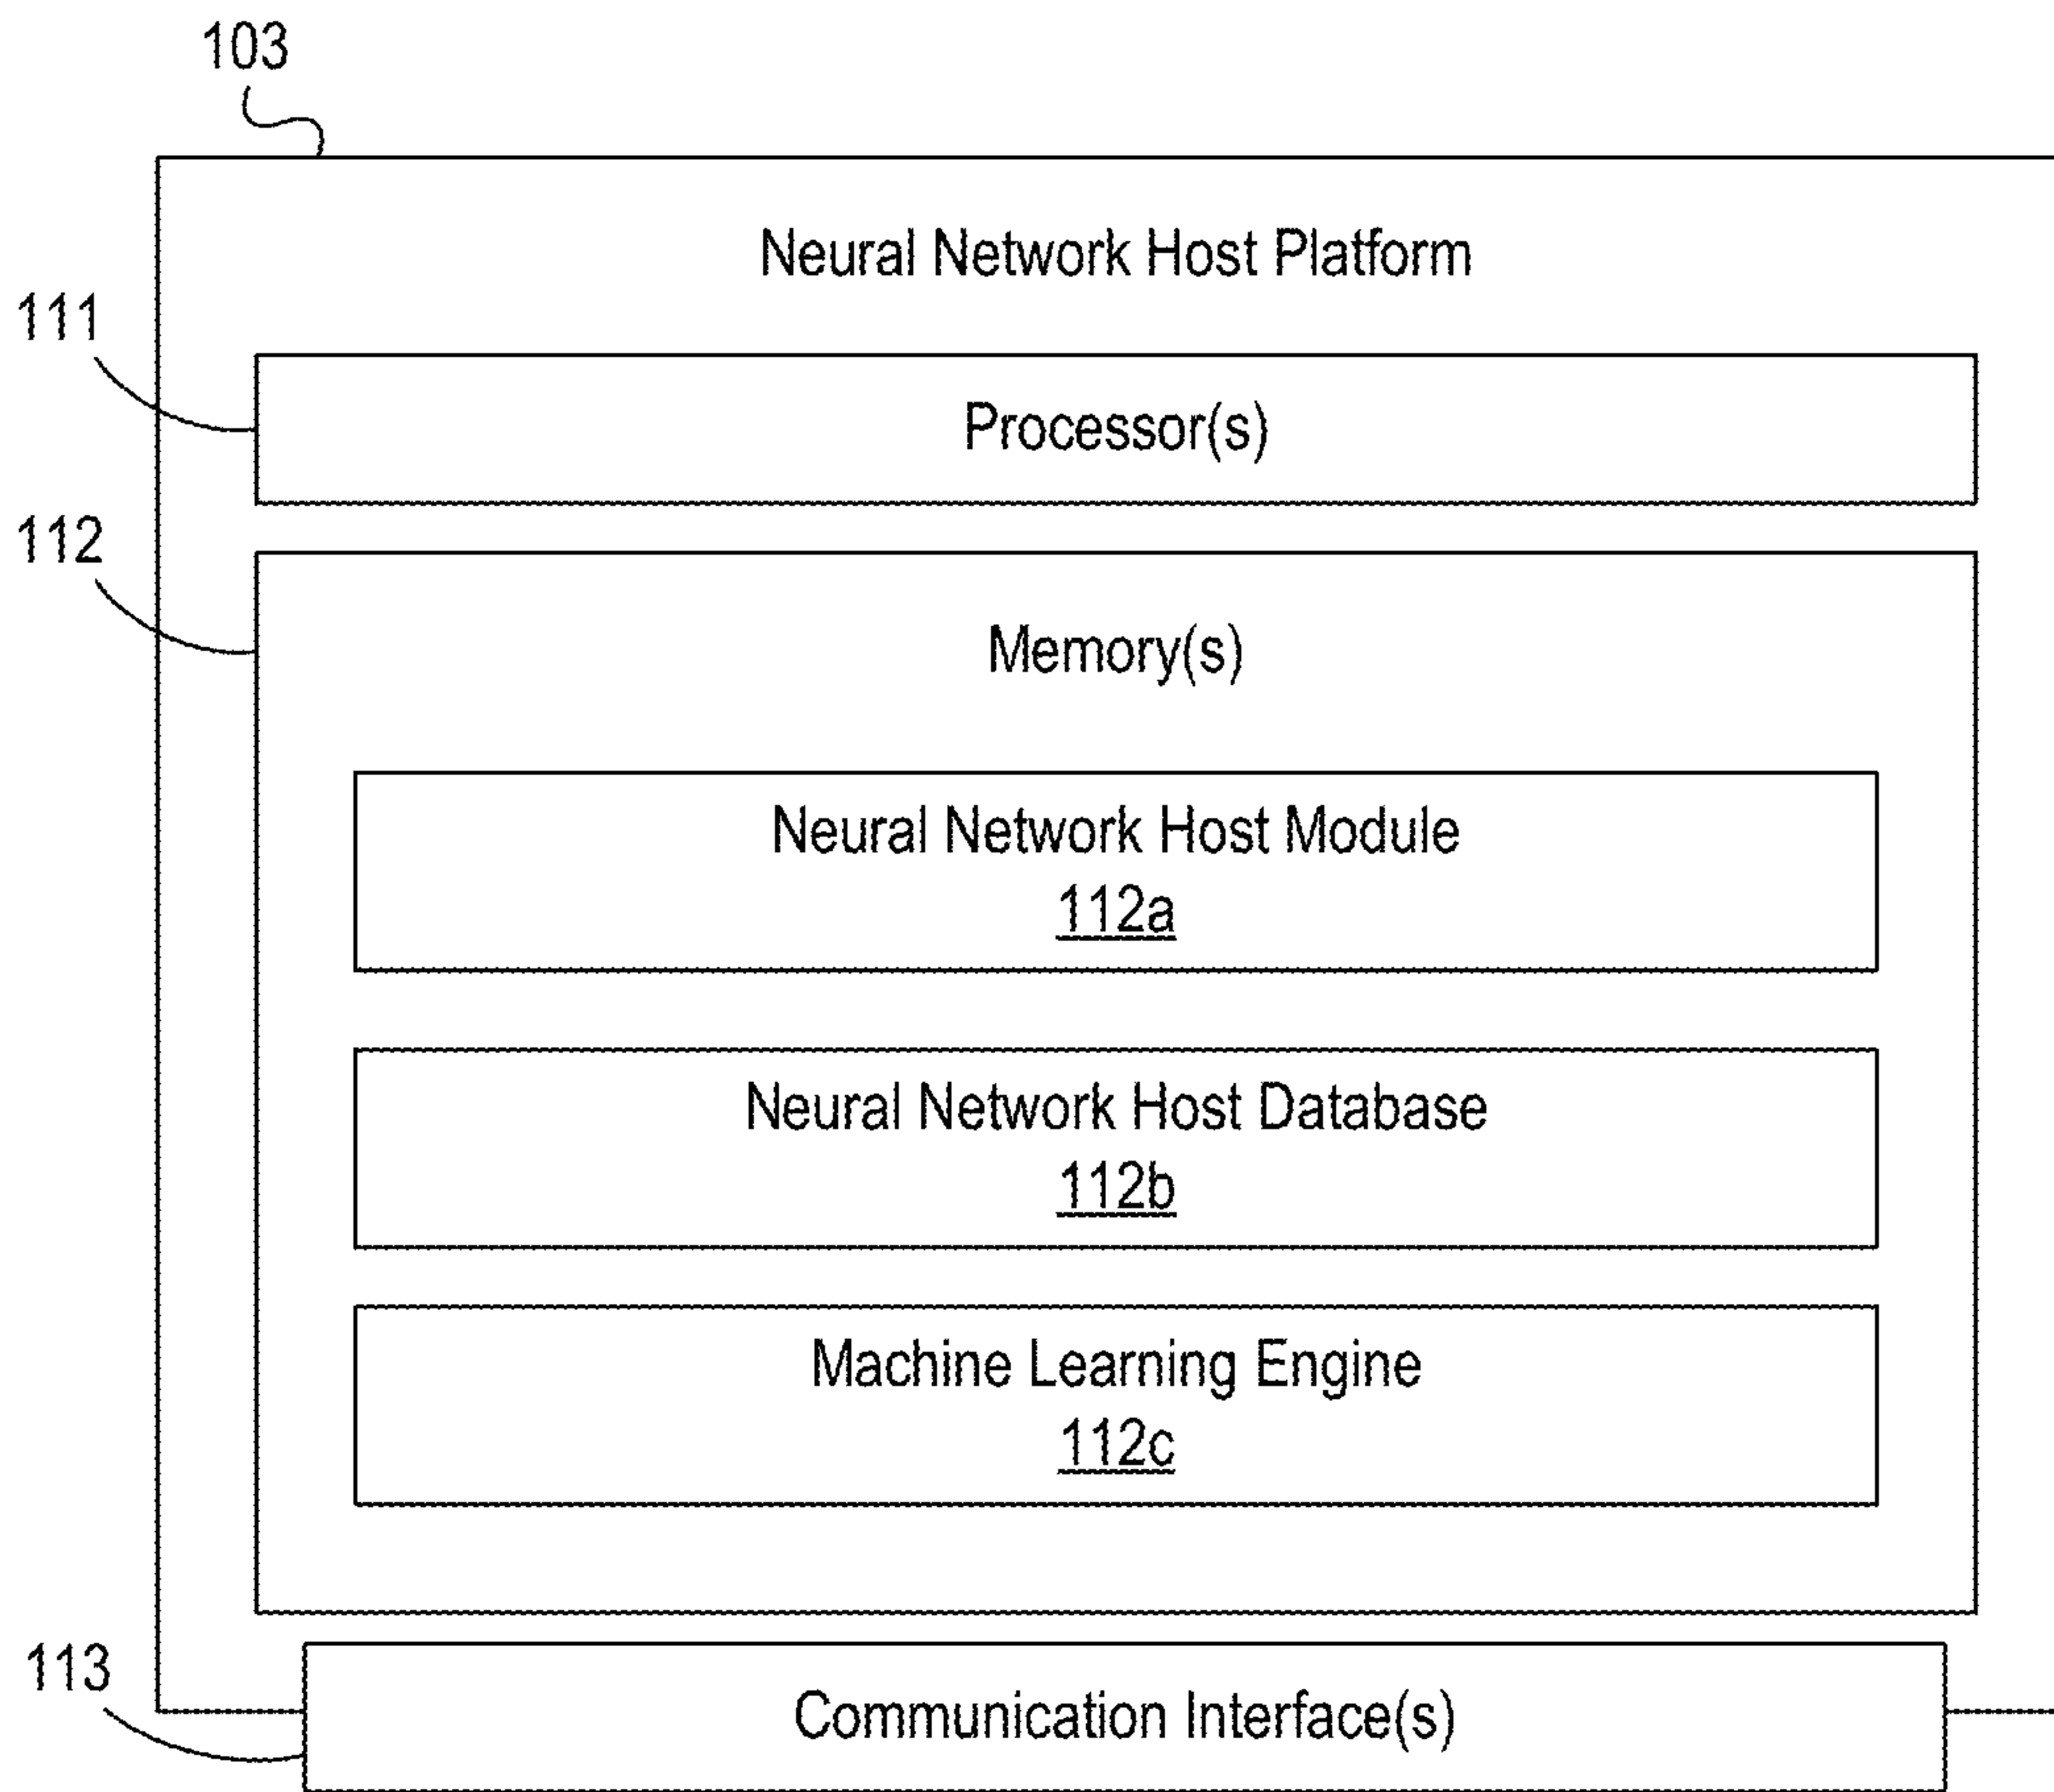 103
Neural Network Host Platform
111
Processor(s)
112
Memory(s)
Neural Network Host Module
112a
Neural Network Host Database
112b
Machine Learning Engine
112c
113
Communication Interface(s)